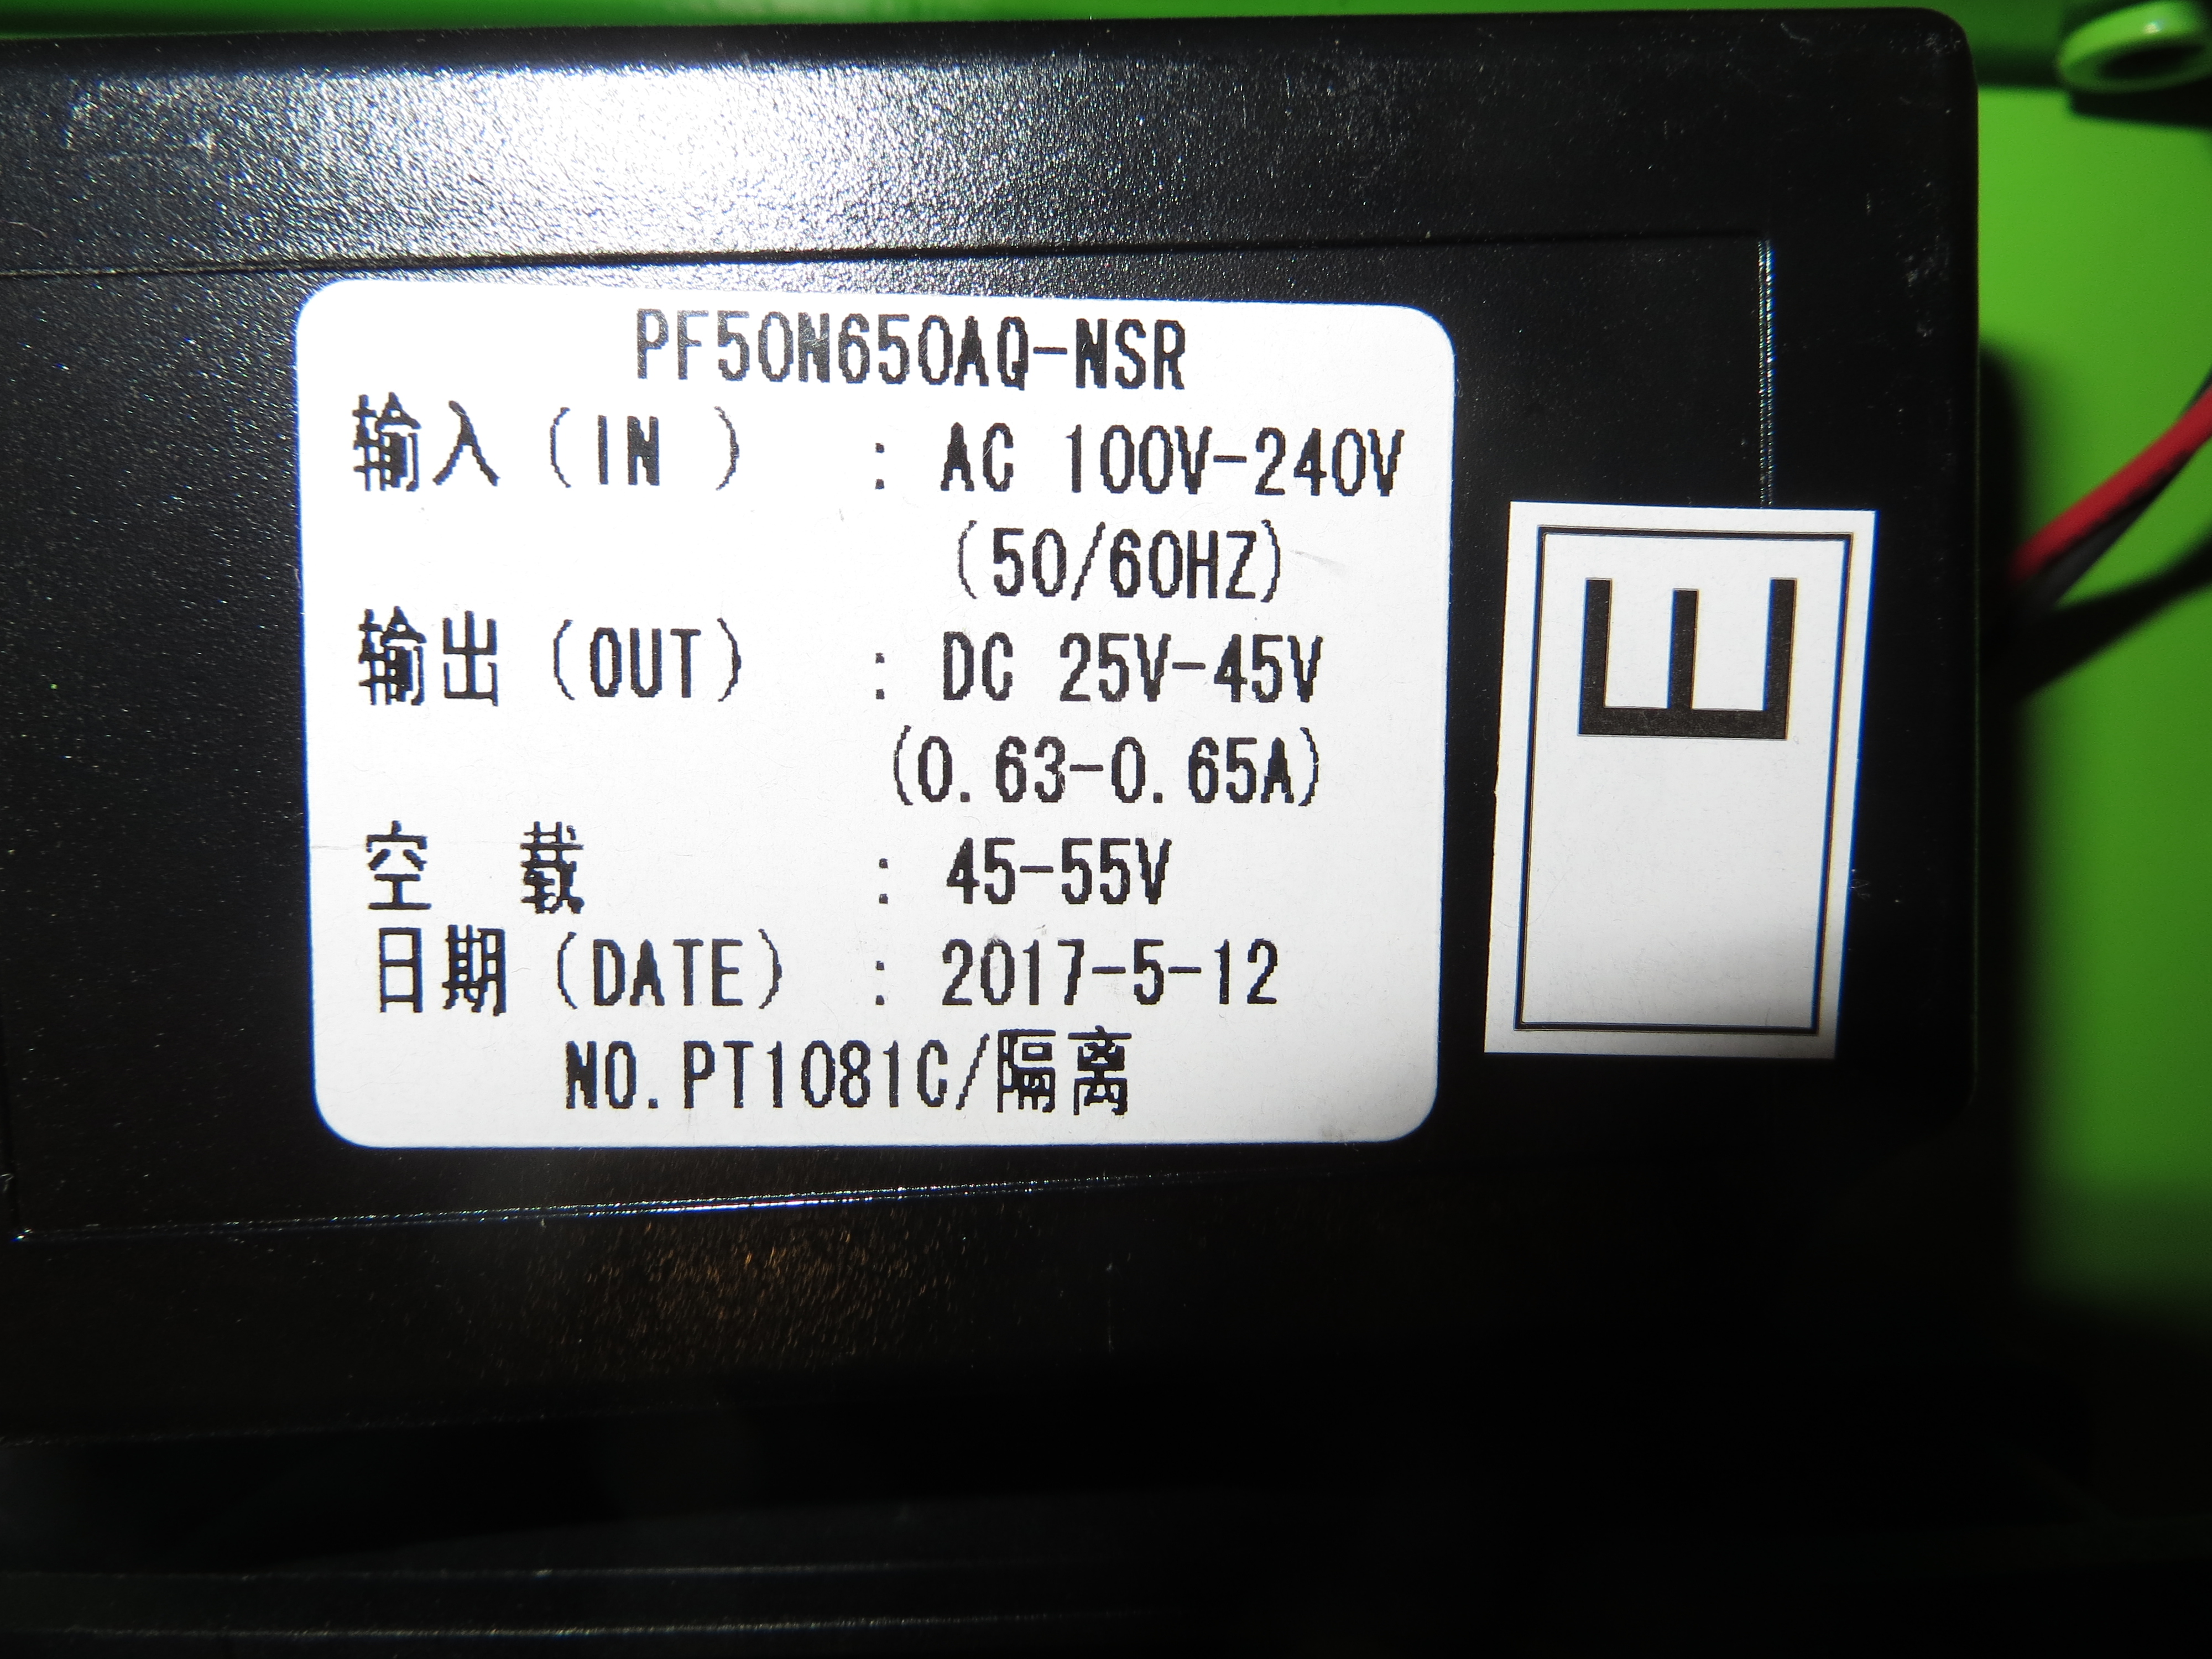 PF50N650AQ-NSR
输入（IN ）：AC 100V-240V
(50/60HZ)
输出（OUT）：DC 25V-45V
(0.63-0.65A)
空 载：45-55V
日期（DATE）：2017-5-12
NO.PT1081C/隔离
E